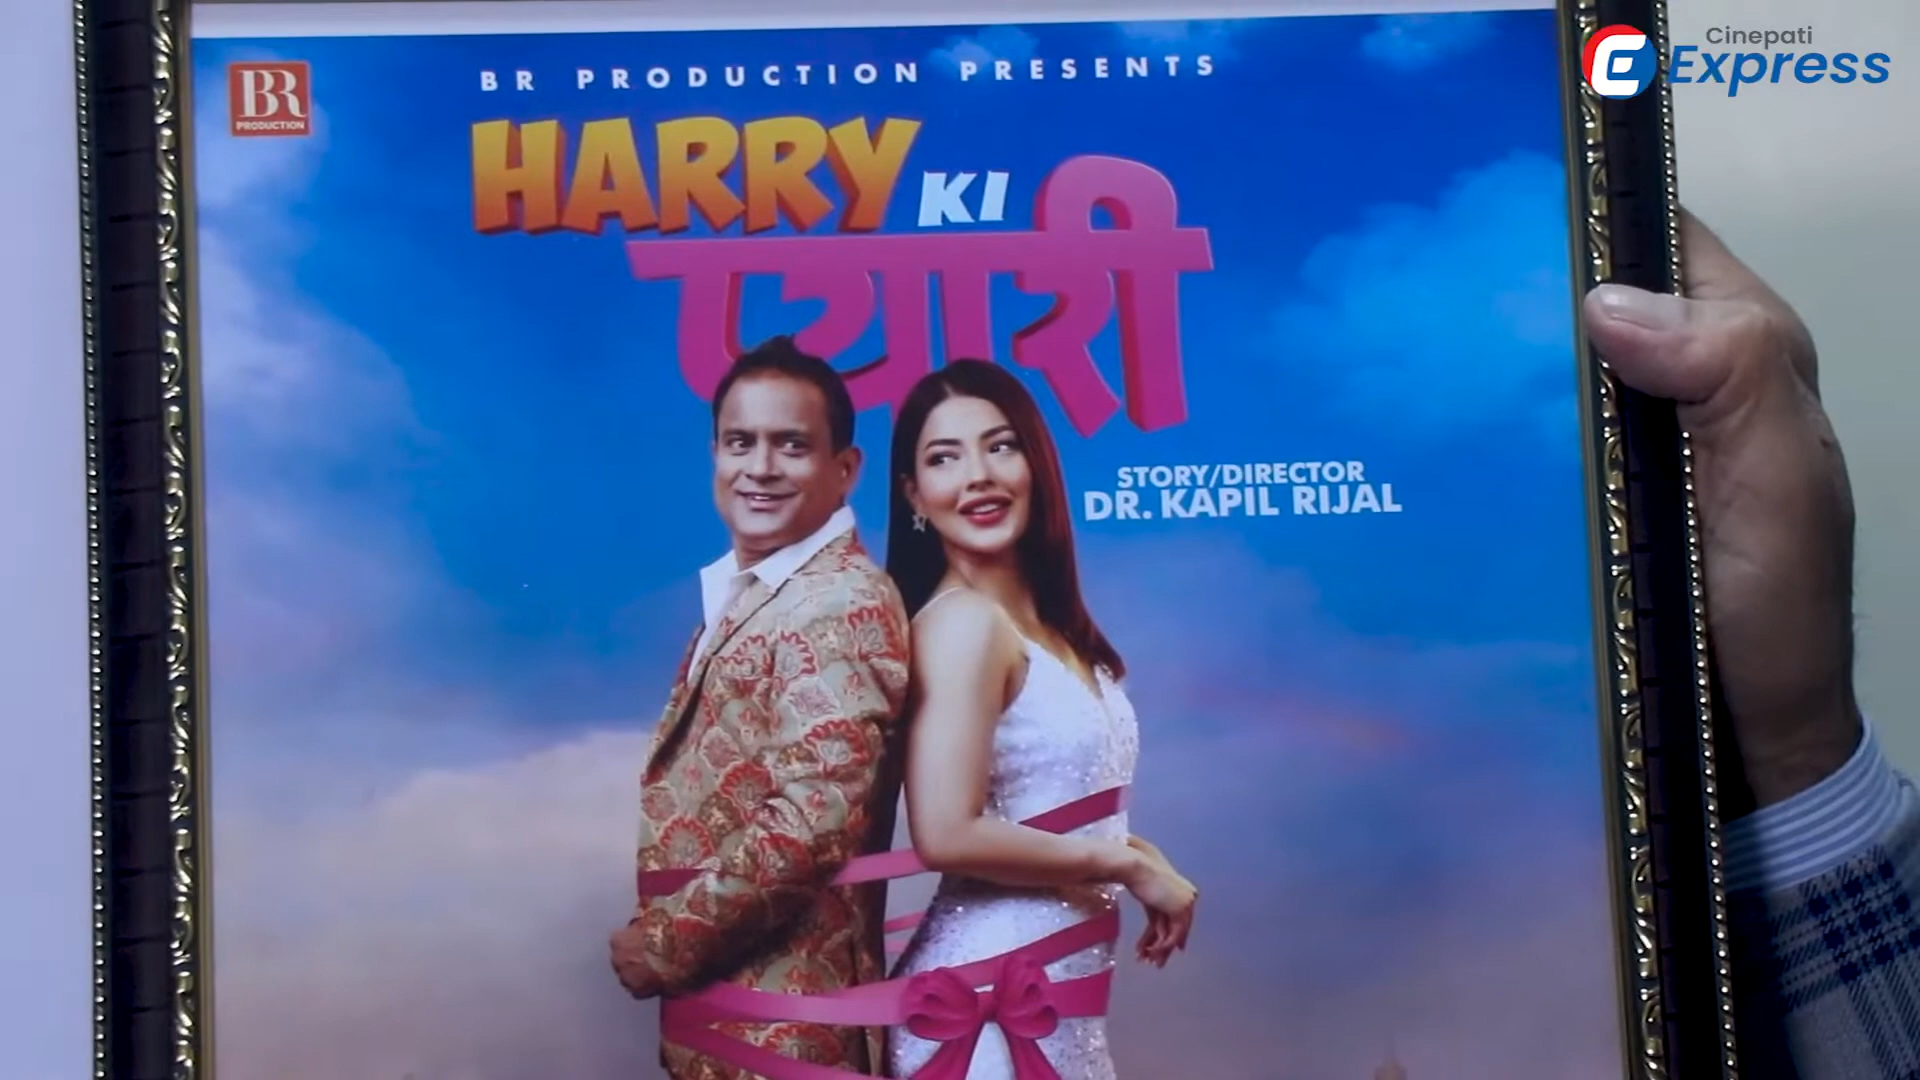 Cinepati
Express
BR PRODUCTION PRESENTS
BR
PRODUCTION
HARRY KI
प्यारी
STORY/DIRECTOR
DR. KAPIL RIJAL